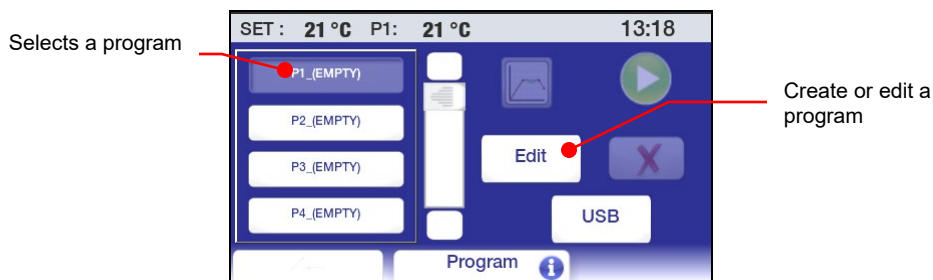 SET : 21 °C P1: 21 °C 13:18
Selects a program
P1_(EMPTY)
P2_(EMPTY)
P3_(EMPTY)
P4_(EMPTY)
Edit
X
USB
Create or edit a
program
Program i